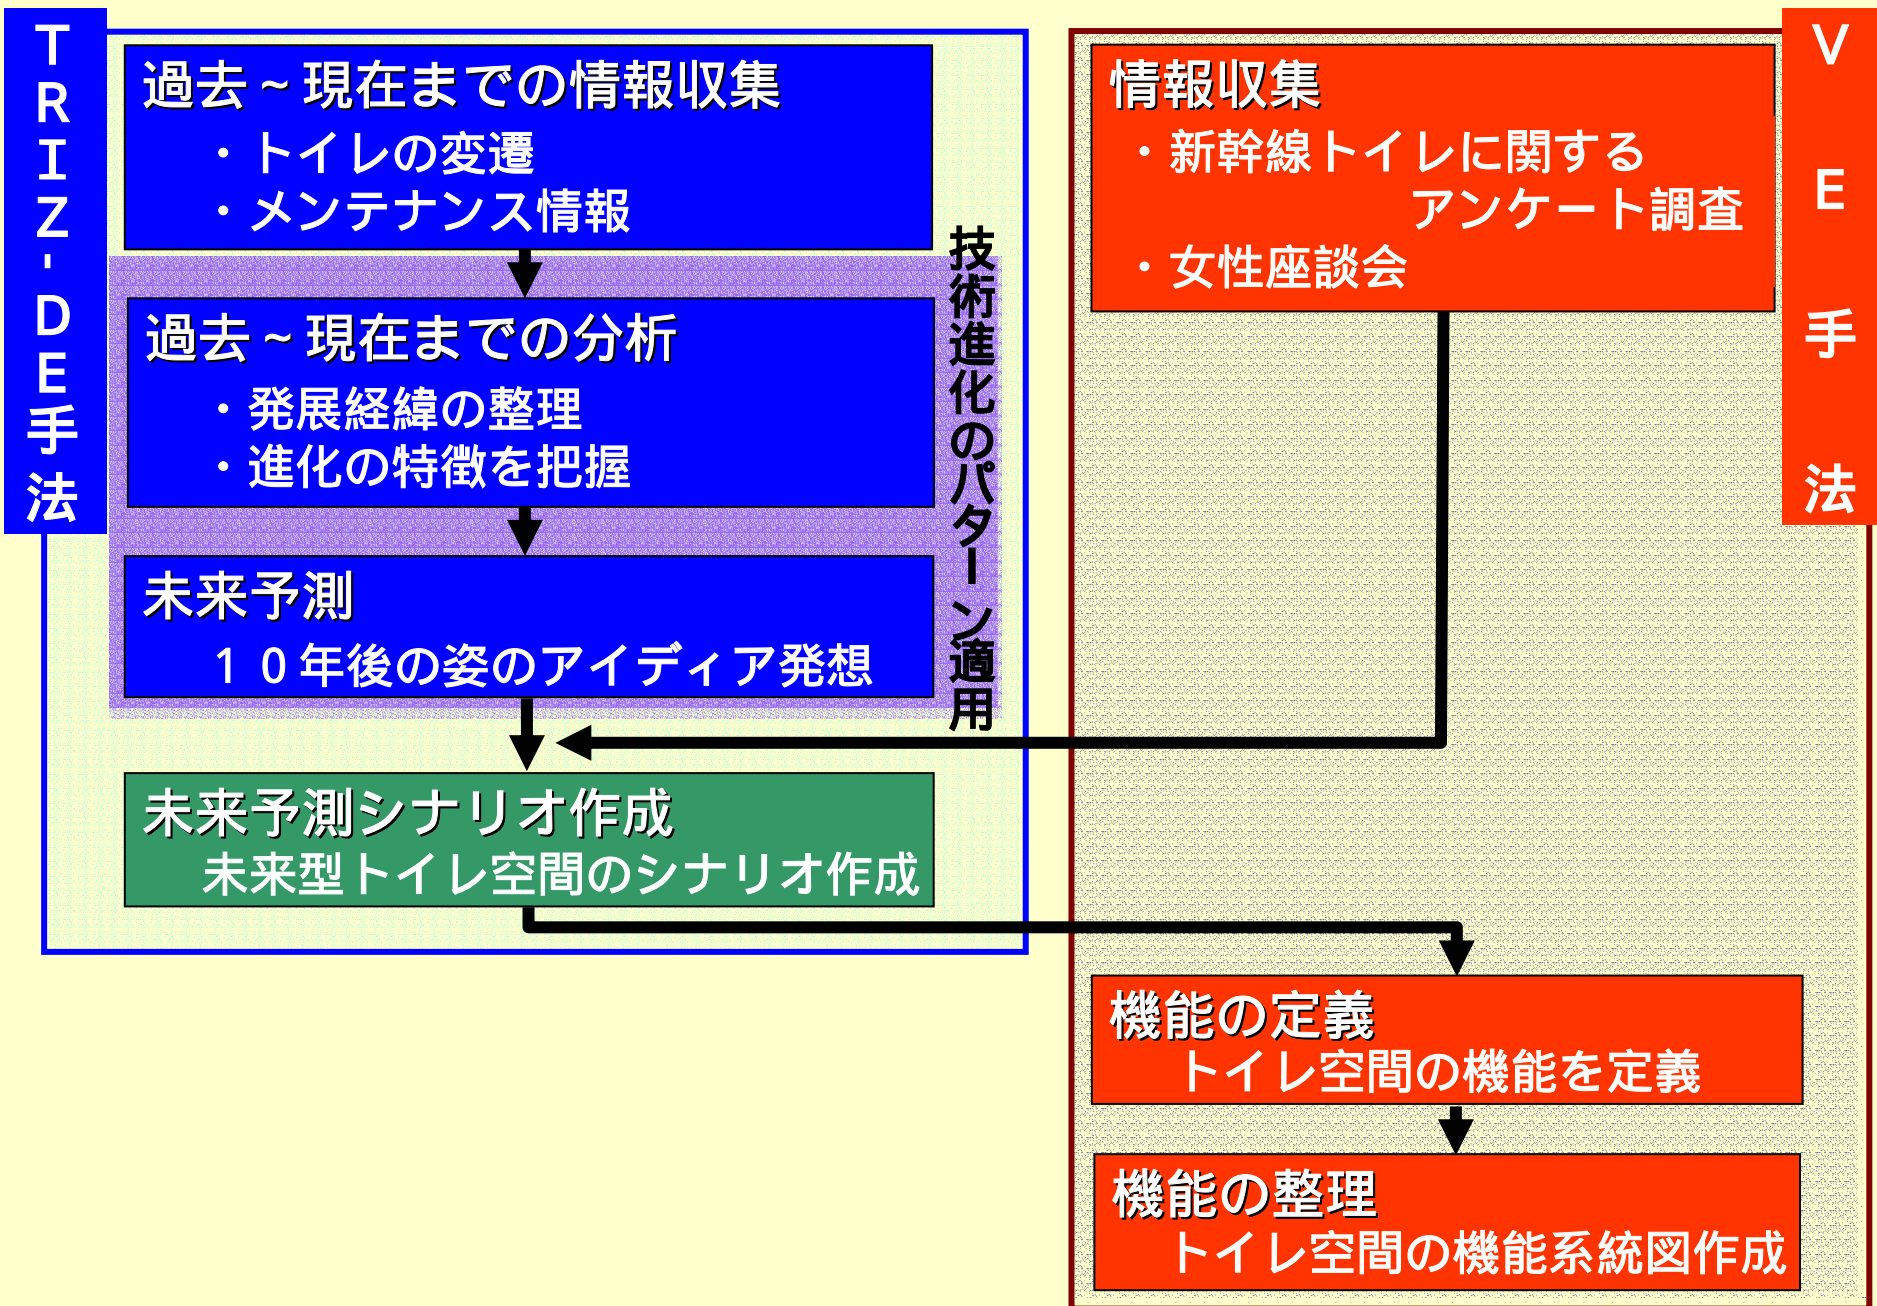 TRIZ-DE手法
過去~現在までの情報収集
・トイレの変遷
・メンテナンス情報
過去~現在までの分析
・発展経緯の整理
・進化の特徴を把握
未来予測
10年後の姿のアイディア発想
技術進化のパターン適用
未来予測シナリオ作成
未来型トイレ空間のシナリオ作成
VE手法
情報収集
・新幹線トイレに関する
アンケート調査
・女性座談会
機能の定義
トイレ空間の機能を定義
機能の整理
トイレ空間の機能系統図作成